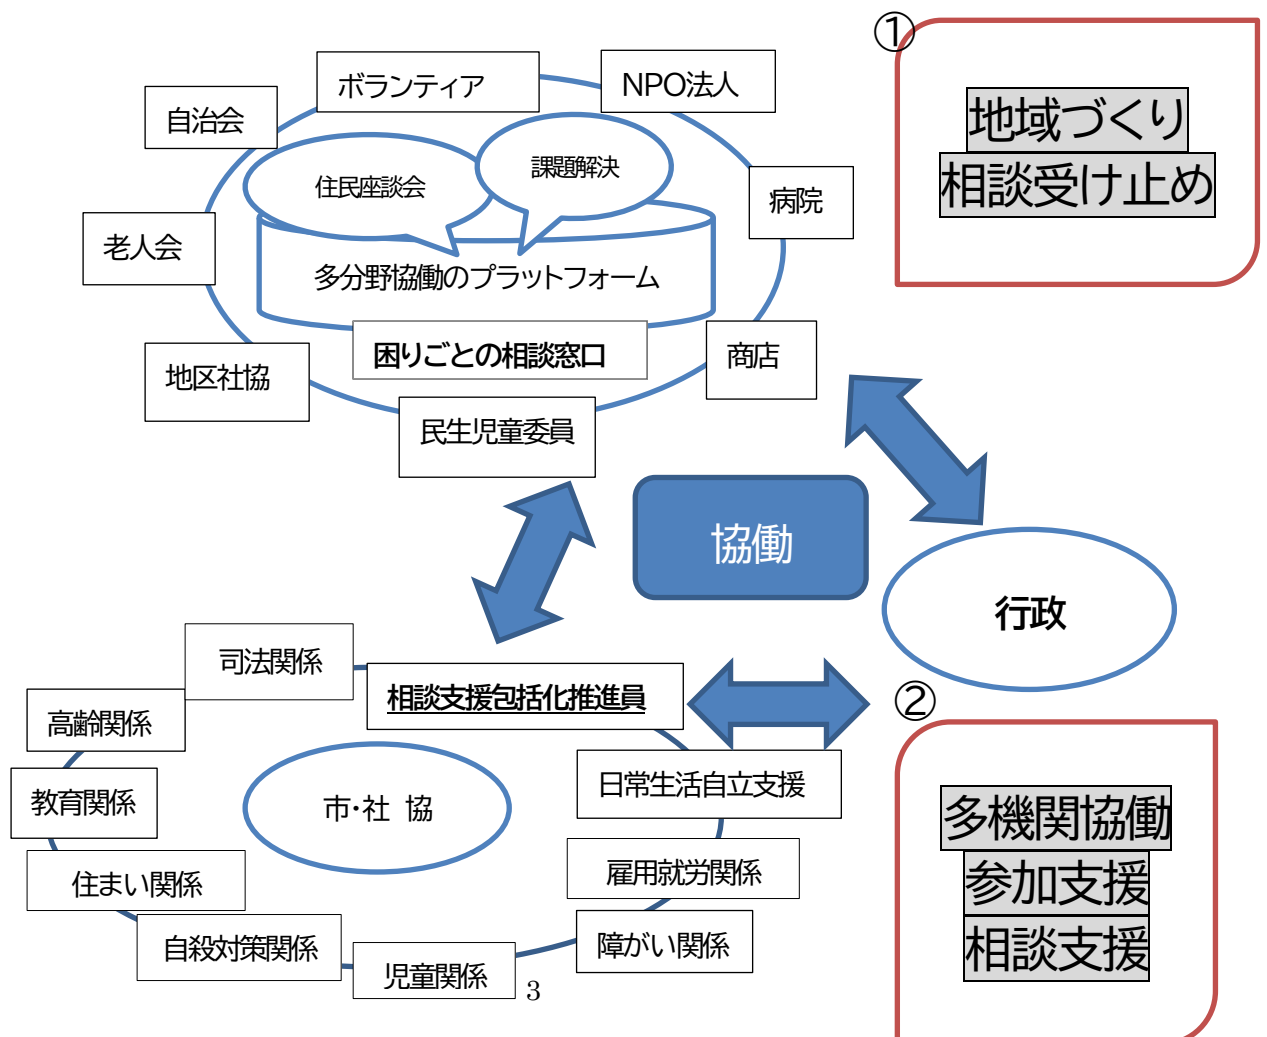 ①
地域づくり
相談受け止め
ボランティア
NPO法人
自治会
住民座談会
課題解決
病院
老人会
多分野協働のプラットフォーム
困りごとの相談窓口
商店
地区社協
民生児童委員
協働
行政
司法関係
相談支援包括化推進員
②
高齢関係
教育関係
市・社 協
日常生活自立支援
多機関協働
参加支援
相談支援
住まい関係
雇用就労関係
自殺対策関係
障がい関係
児童関係
3